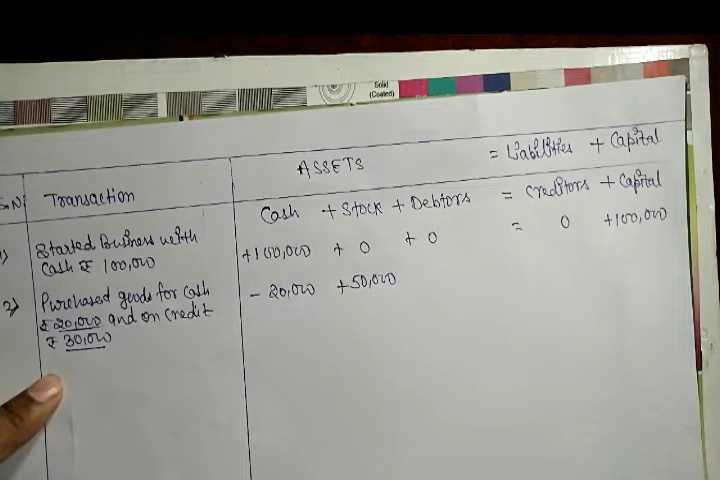 Solid
(Coated)
S.N
Transaction
ASSETS
= Liabilities + Capital
Cash + Stock + Debtors = Creditors + Capital
1)
Started Business with
Cash ₹ 100,000
+100,000 + 0 + 0 = 0 +100,000
2)
Purchased goods for cash
₹ 20,000 and on credit
₹ 30,000
- 20,000 +50,000